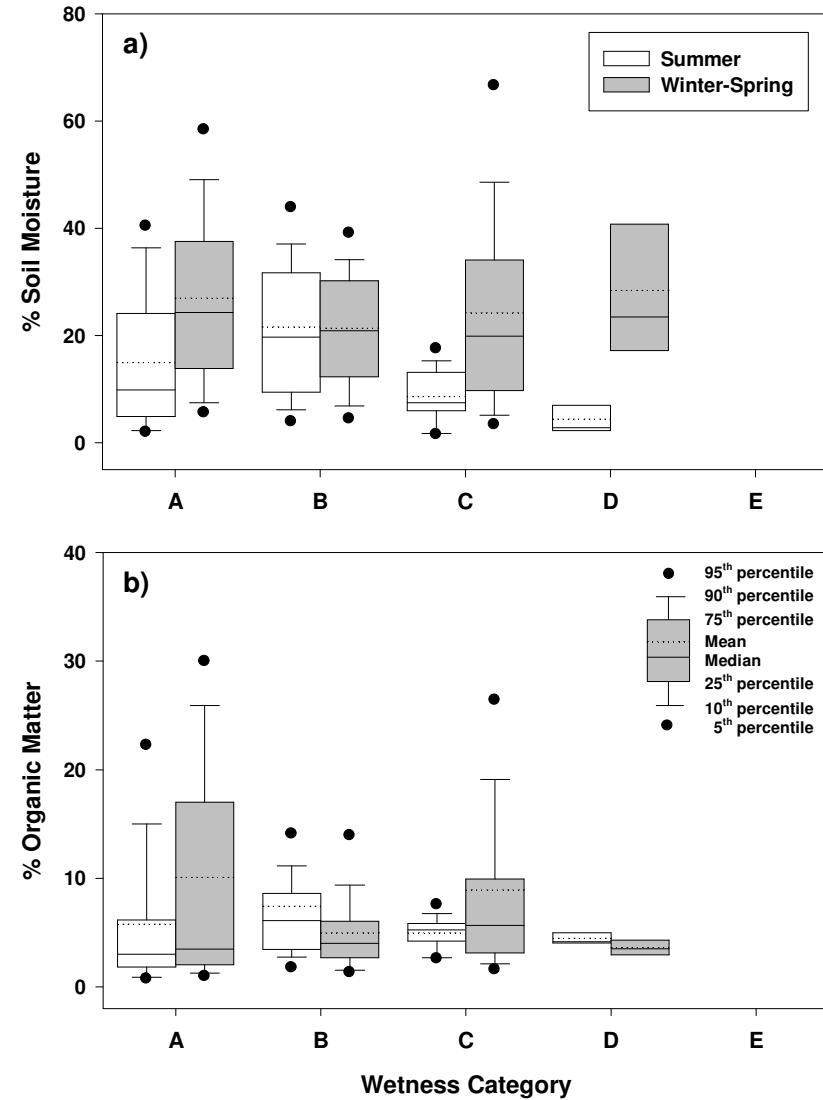 80
60
40
20
0
% Soil Moisture
a)
Summer
Winter-Spring
A B C D E
40
30
20
10
0
% Organic Matter
b)
95th percentile
90th percentile
75th percentile
Mean
Median
25th percentile
10th percentile
5th percentile
A B C D E
Wetness Category